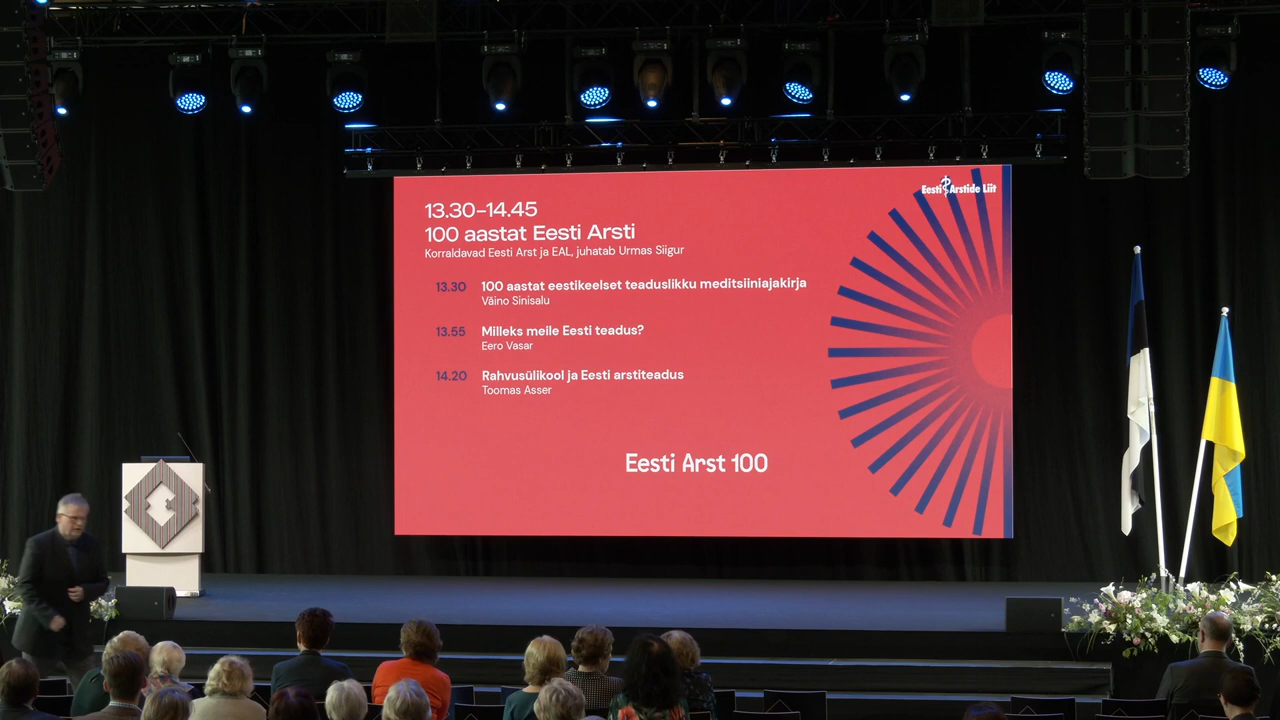 Eesti Arstide Liit
13.30–14.45
100 aastat Eesti Arsti
Korraldavad Eesti Arst ja EAL, juhatab Urmas Siigur
13.30 100 aastat eestikeelset teaduslikku meditsiiniajakirja
Väino Sinisalu
13.55 Milleks meile Eesti teadus?
Eero Vasar
14.20 Rahvusülikool ja Eesti arstiteadus
Toomas Asser
Eesti Arst 100